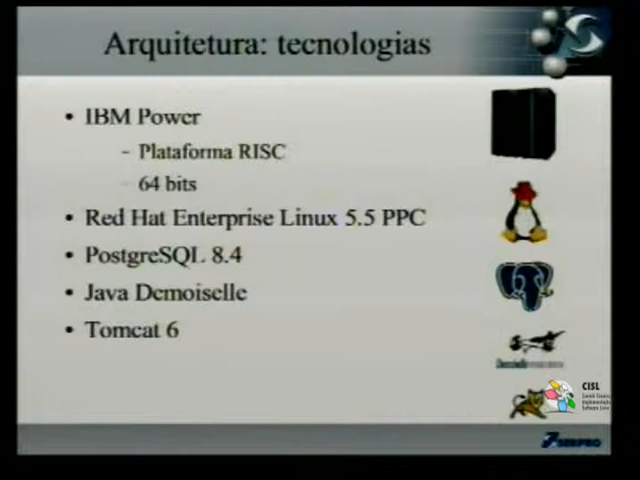 Arquitetura: tecnologias
• IBM Power
- Plataforma RISC
- 64 bits
• Red Hat Enterprise Linux 5.5 PPC
• PostgreSQL 8.4
• Java Demoiselle
• Tomcat 6
CISL
SERPRO